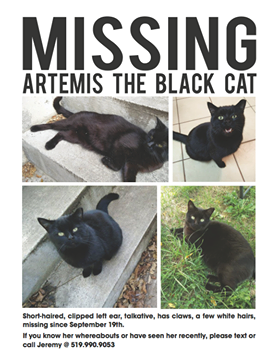 MISSING
ARTEMIS THE BLACK CAT
Short-haired, clipped left ear, talkative, has claws, a few white hairs,
missing since September 19th.
If you know her whereabouts or have seen her recently, please text or
call Jeremy @ 519.990.9053